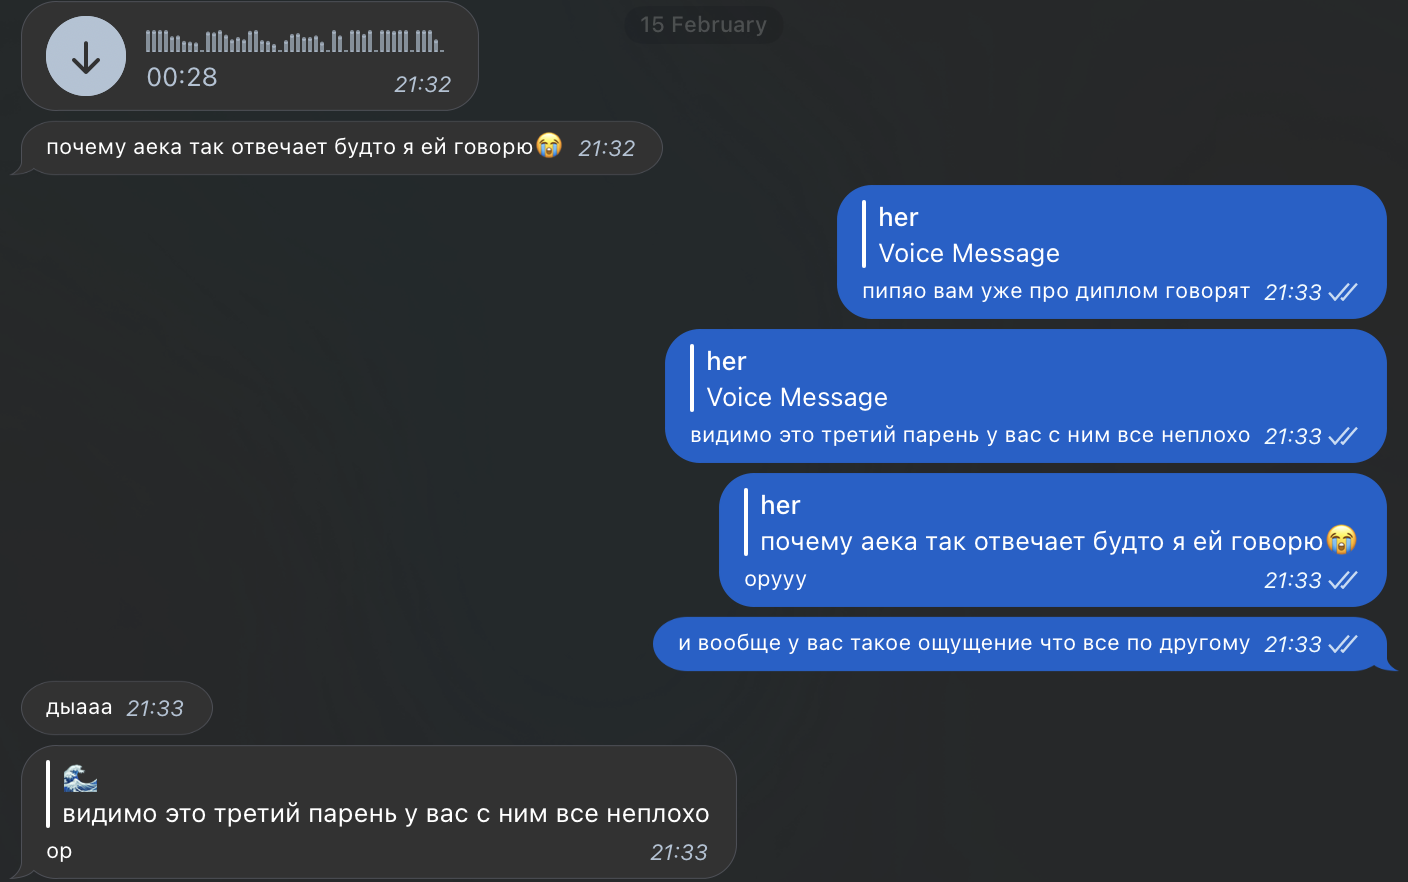 15 February
00:28 21:32
почему аека так отвечает будто я ей говорю😭 21:32
her
Voice Message
пипяо вам уже про диплом говорят 21:33
her
Voice Message
видимо это третий парень у вас с ним все неплохо 21:33
her
почему аека так отвечает будто я ей говорю😭
орууу 21:33
и вообще у вас такое ощущение что все по другому 21:33
дыааа 21:33
🌊
видимо это третий парень у вас с ним все неплохо
ор 21:33